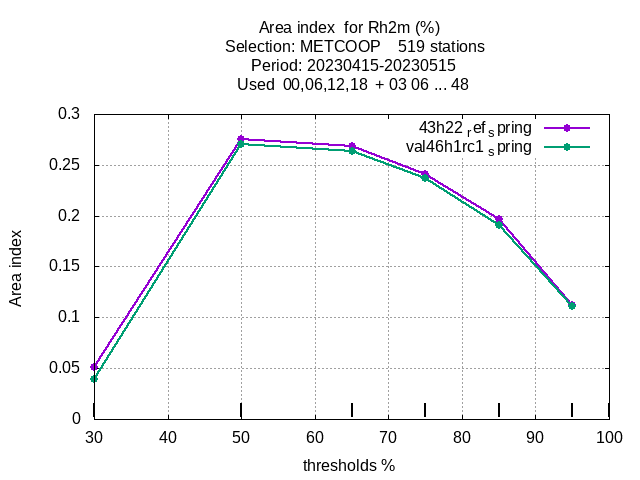 Area index  for Rh2m (%)
Selection: METCOOP    519 stations
Period: 20230415-20230515
Used  00,06,12,18  + 03 06 ... 48
43h22 ref spring
val46h1rc1 spring
0.3
0.25
0.2
0.15
0.1
0.05
0
Area index
30 40 50 60 70 80 90 100
thresholds %